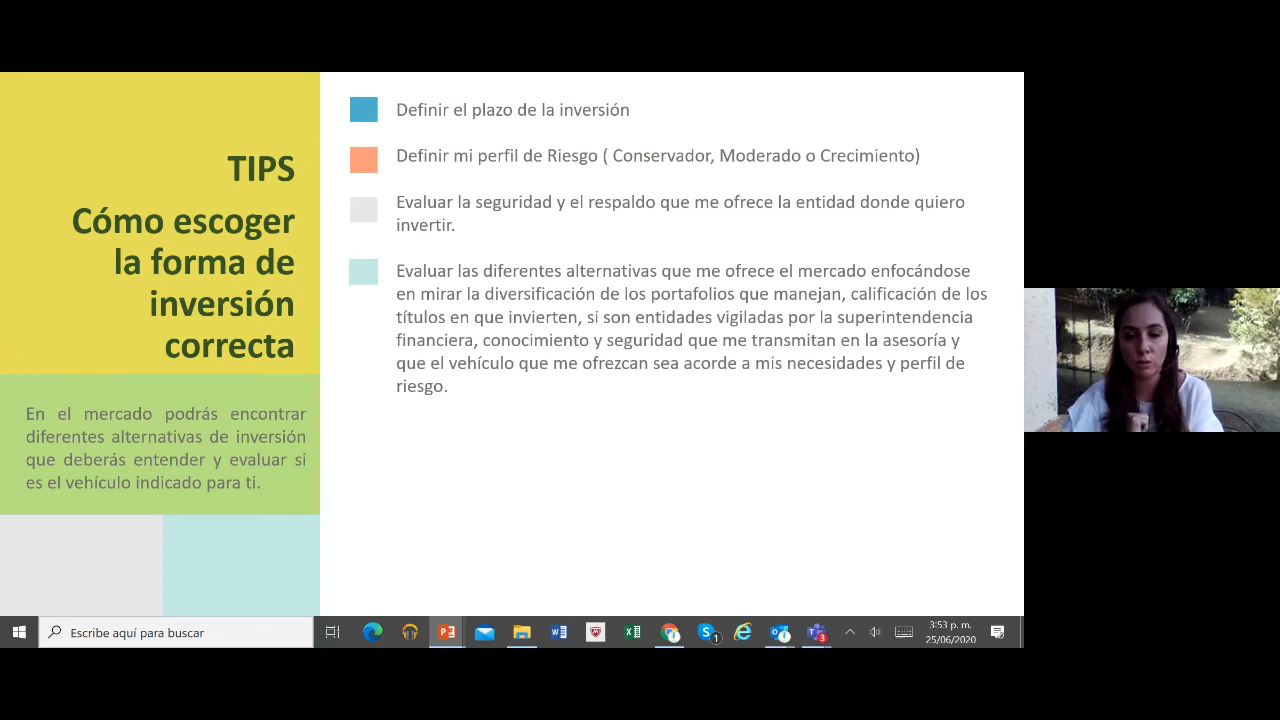 TIPS
Cómo escoger
la forma de
inversión
correcta
En el mercado podrás encontrar
diferentes alternativas de inversión
que deberás entender y evaluar si
es el vehículo indicado para ti.
Definir el plazo de la inversión
Definir mi perfil de Riesgo ( Conservador, Moderado o Crecimiento)
Evaluar la seguridad y el respaldo que me ofrece la entidad donde quiero
invertir.
Evaluar las diferentes alternativas que me ofrece el mercado enfocándose
en mirar la diversificación de los portafolios que manejan, calificación de los
títulos en que invierten, si son entidades vigiladas por la superintendencia
financiera, conocimiento y seguridad que me transmitan en la asesoría y
que el vehículo que me ofrezcan sea acorde a mis necesidades y perfil de
riesgo.
Escribe aquí para buscar
3:53 p. m.
25/06/2020